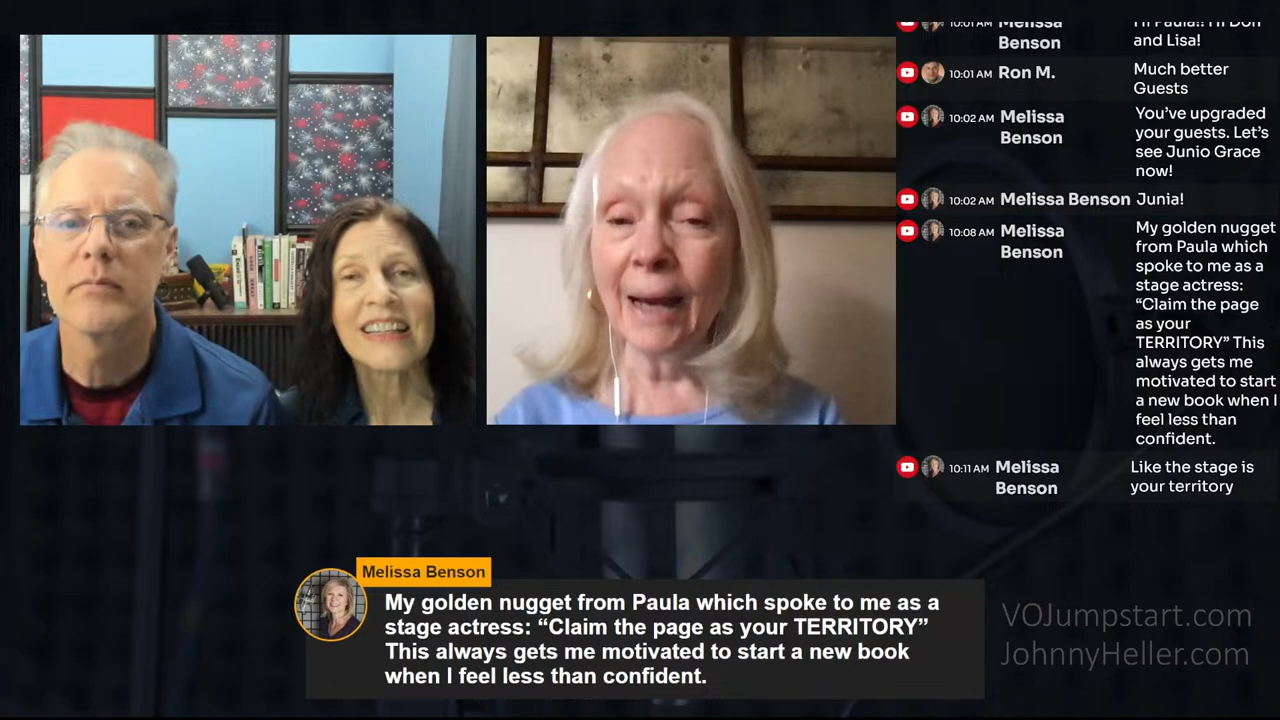 10:01 AM Melissa Benson
Hi Paula!! Hi Don
and Lisa!
10:01 AM Ron M.
Much better
Guests
10:02 AM Melissa Benson
You've upgraded
your guests. Let's
see Junio Grace
now!
10:02 AM Melissa Benson Junia!
10:08 AM Melissa Benson
My golden nugget
from Paula which
spoke to me as a
stage actress:
“Claim the page
as your
TERRITORY” This
always gets me
motivated to start
a new book when I
feel less than
confident.
10:11 AM Melissa Benson
Like the stage is
your territory
Melissa Benson
My golden nugget from Paula which spoke to me as a
stage actress: “Claim the page as your TERRITORY”
This always gets me motivated to start a new book
when I feel less than confident.
VOJumpstart.com
JohnnyHeller.com